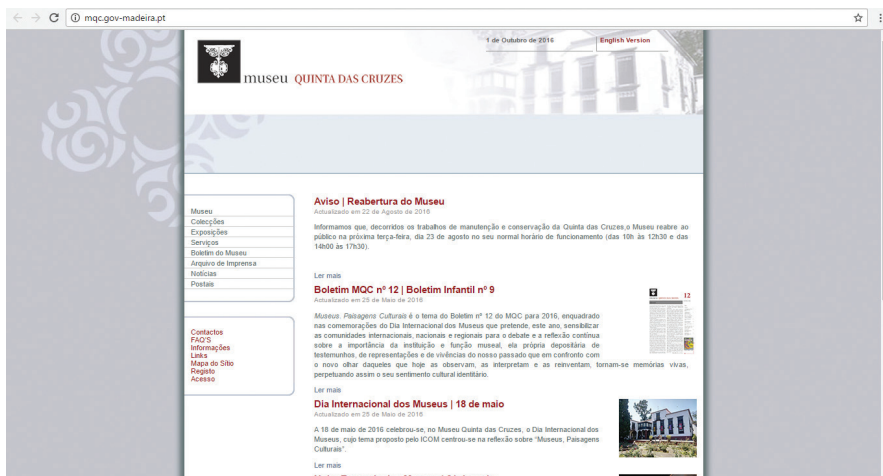 mqc.gov-madeira.pt
1 de Outubro de 2016
English Version
museu QUINTA DAS CRUZES
Museu
Colecções
Exposições
Serviços
Boletim do Museu
Arquivo de Imprensa
Notícias
Postais
Contactos
FAQ'S
Informações
Links
Mapa do Sítio
Registo
Acesso
Aviso | Reabertura do Museu
Actualizado em 22 de Agosto de 2016
Informamos que, decorridos os trabalhos de manutenção e conservação da Quinta das Cruzes,o Museu reabre ao
público na próxima terça-feira, dia 23 de agosto no seu normal horário de funcionamento (das 10h às 12h30 e das
14h00 às 17h30).
Ler mais
Boletim MQC nº 12 | Boletim Infantil nº 9
Actualizado em 25 de Maio de 2016
Museus. Paisagens Culturais é o tema do Boletim nº 12 do MQC para 2016, enquadrado
nas comemorações do Dia Internacional dos Museus que pretende, este ano, sensibilizar
as comunidades internacionais, nacionais e regionais para o debate e a reflexão contínua
sobre a importância da instituição e função museal, ela própria depositária de
testemunhos, de representações e de vivências do nosso passado que em confronto com
o novo olhar daqueles que hoje as observam, as interpretam e as reinventam, tornam-se memórias vivas,
perpetuando assim o seu sentimento cultural identitário.
12
Ler mais
Dia Internacional dos Museus | 18 de maio
Actualizado em 25 de Maio de 2016
A 18 de maio de 2016 celebrou-se, no Museu Quinta das Cruzes, o Dia Internacional dos
Museus, cujo tema proposto pelo ICOM centrou-se na reflexão sobre "Museus, Paisagens
Culturais".
Ler mais